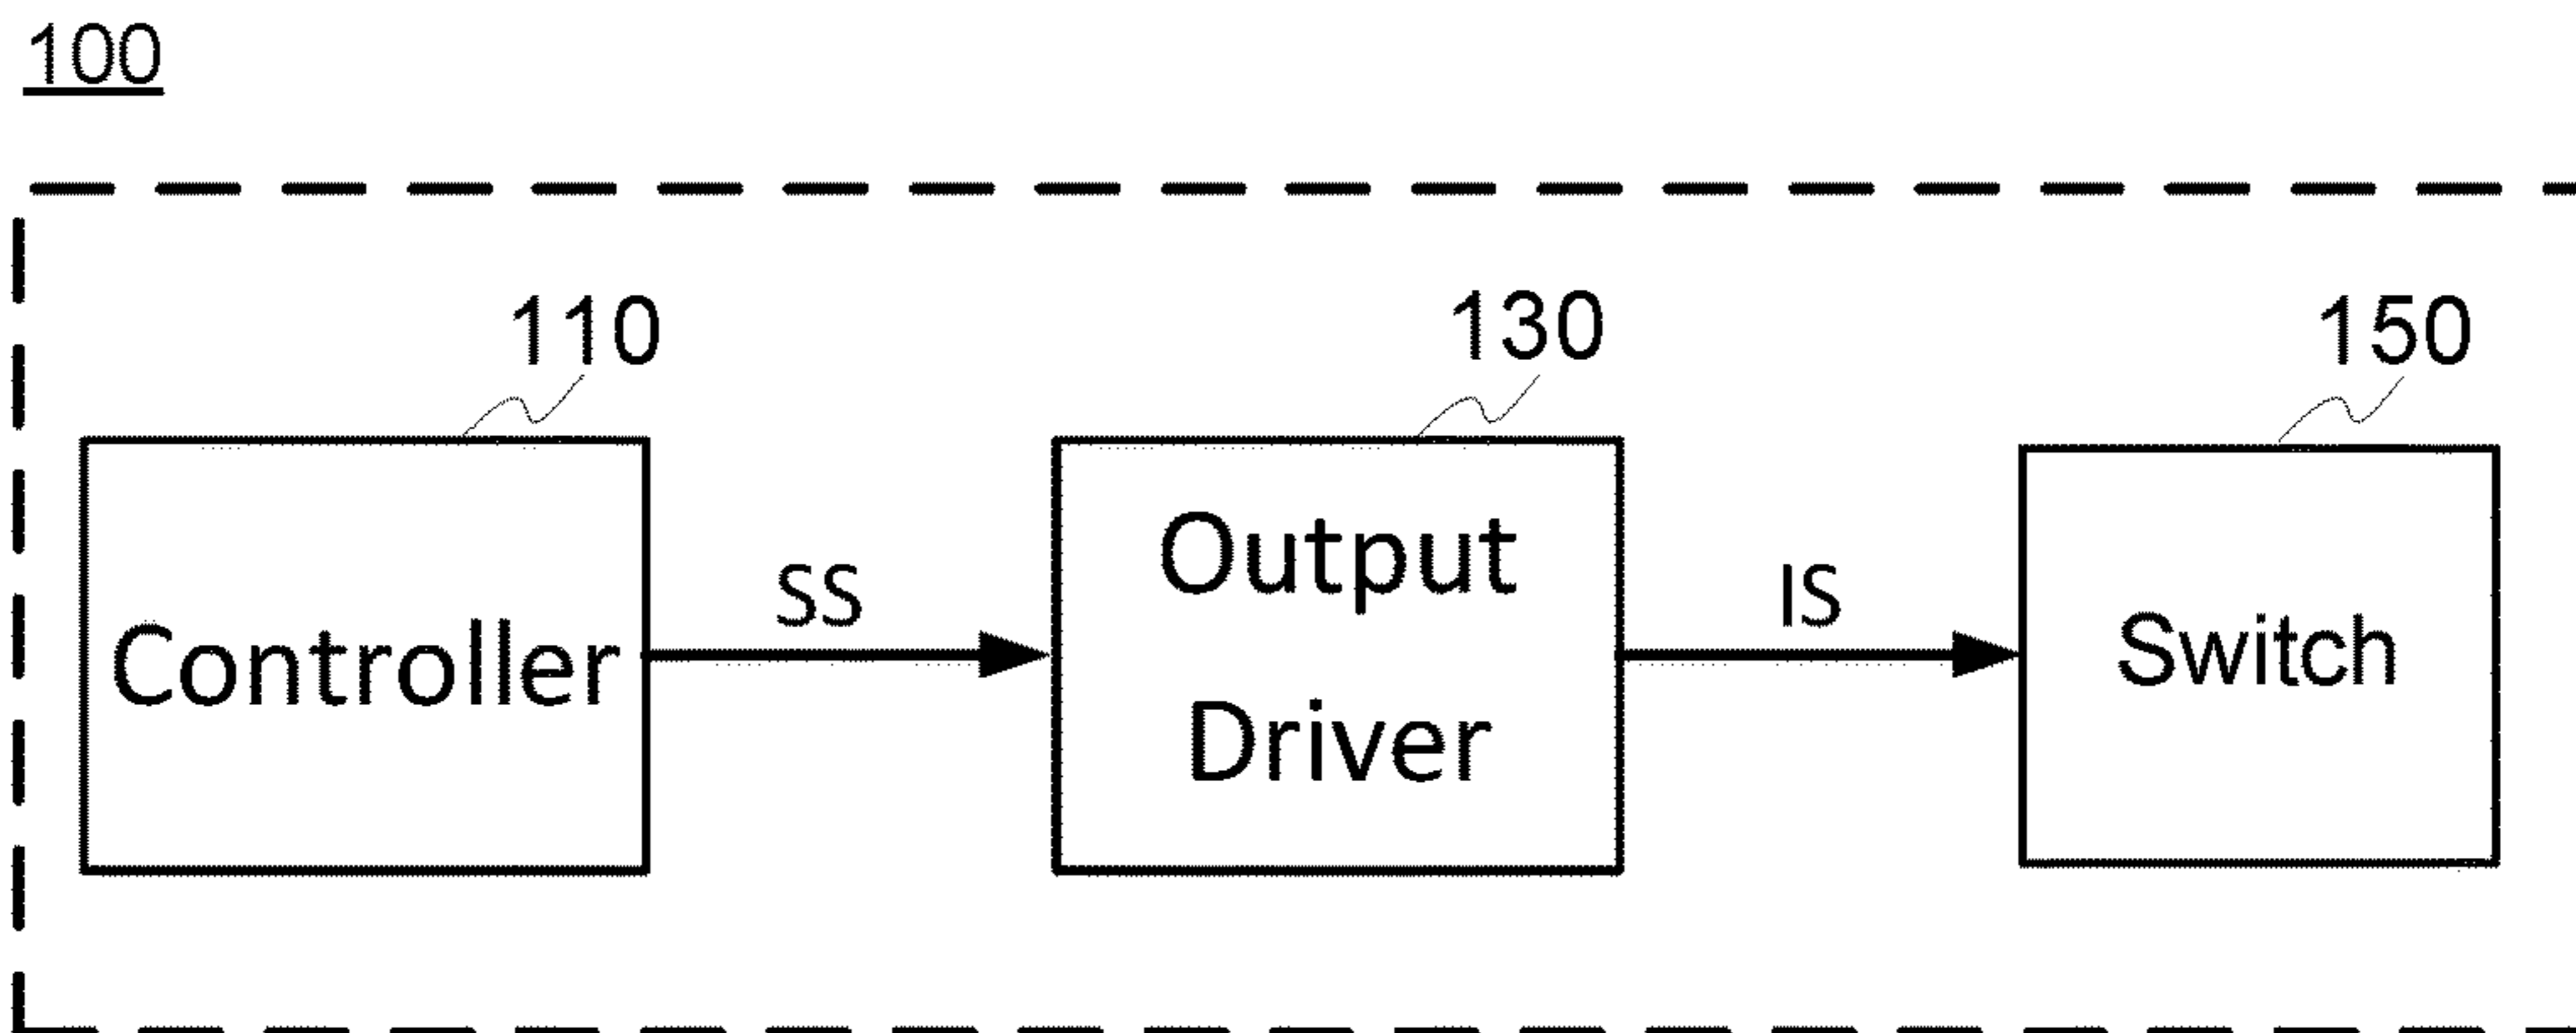 100
110
130
150
Controller
SS
Output
Driver
IS
Switch